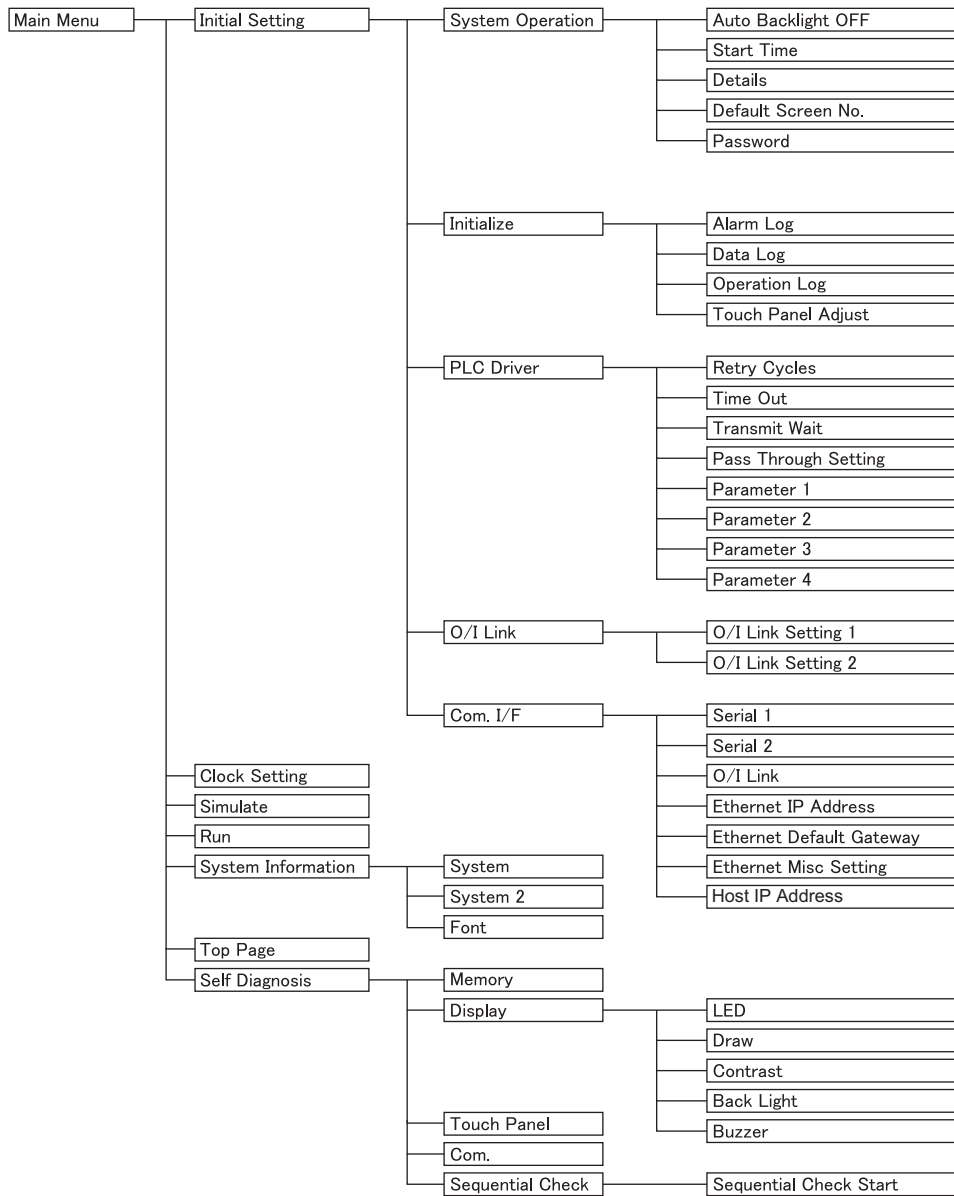 Main Menu
Initial Setting
System Operation
Auto Backlight OFF
Start Time
Details
Default Screen No.
Password
Initialize
Alarm Log
Data Log
Operation Log
Touch Panel Adjust
PLC Driver
Retry Cycles
Time Out
Transmit Wait
Pass Through Setting
Parameter 1
Parameter 2
Parameter 3
Parameter 4
O/I Link
O/I Link Setting 1
O/I Link Setting 2
Com. I/F
Serial 1
Serial 2
O/I Link
Ethernet IP Address
Ethernet Default Gateway
Ethernet Misc Setting
Host IP Address
Clock Setting
Simulate
Run
System Information
System
System 2
Font
Top Page
Self Diagnosis
Memory
Display
LED
Draw
Contrast
Back Light
Buzzer
Touch Panel
Com.
Sequential Check
Sequential Check Start